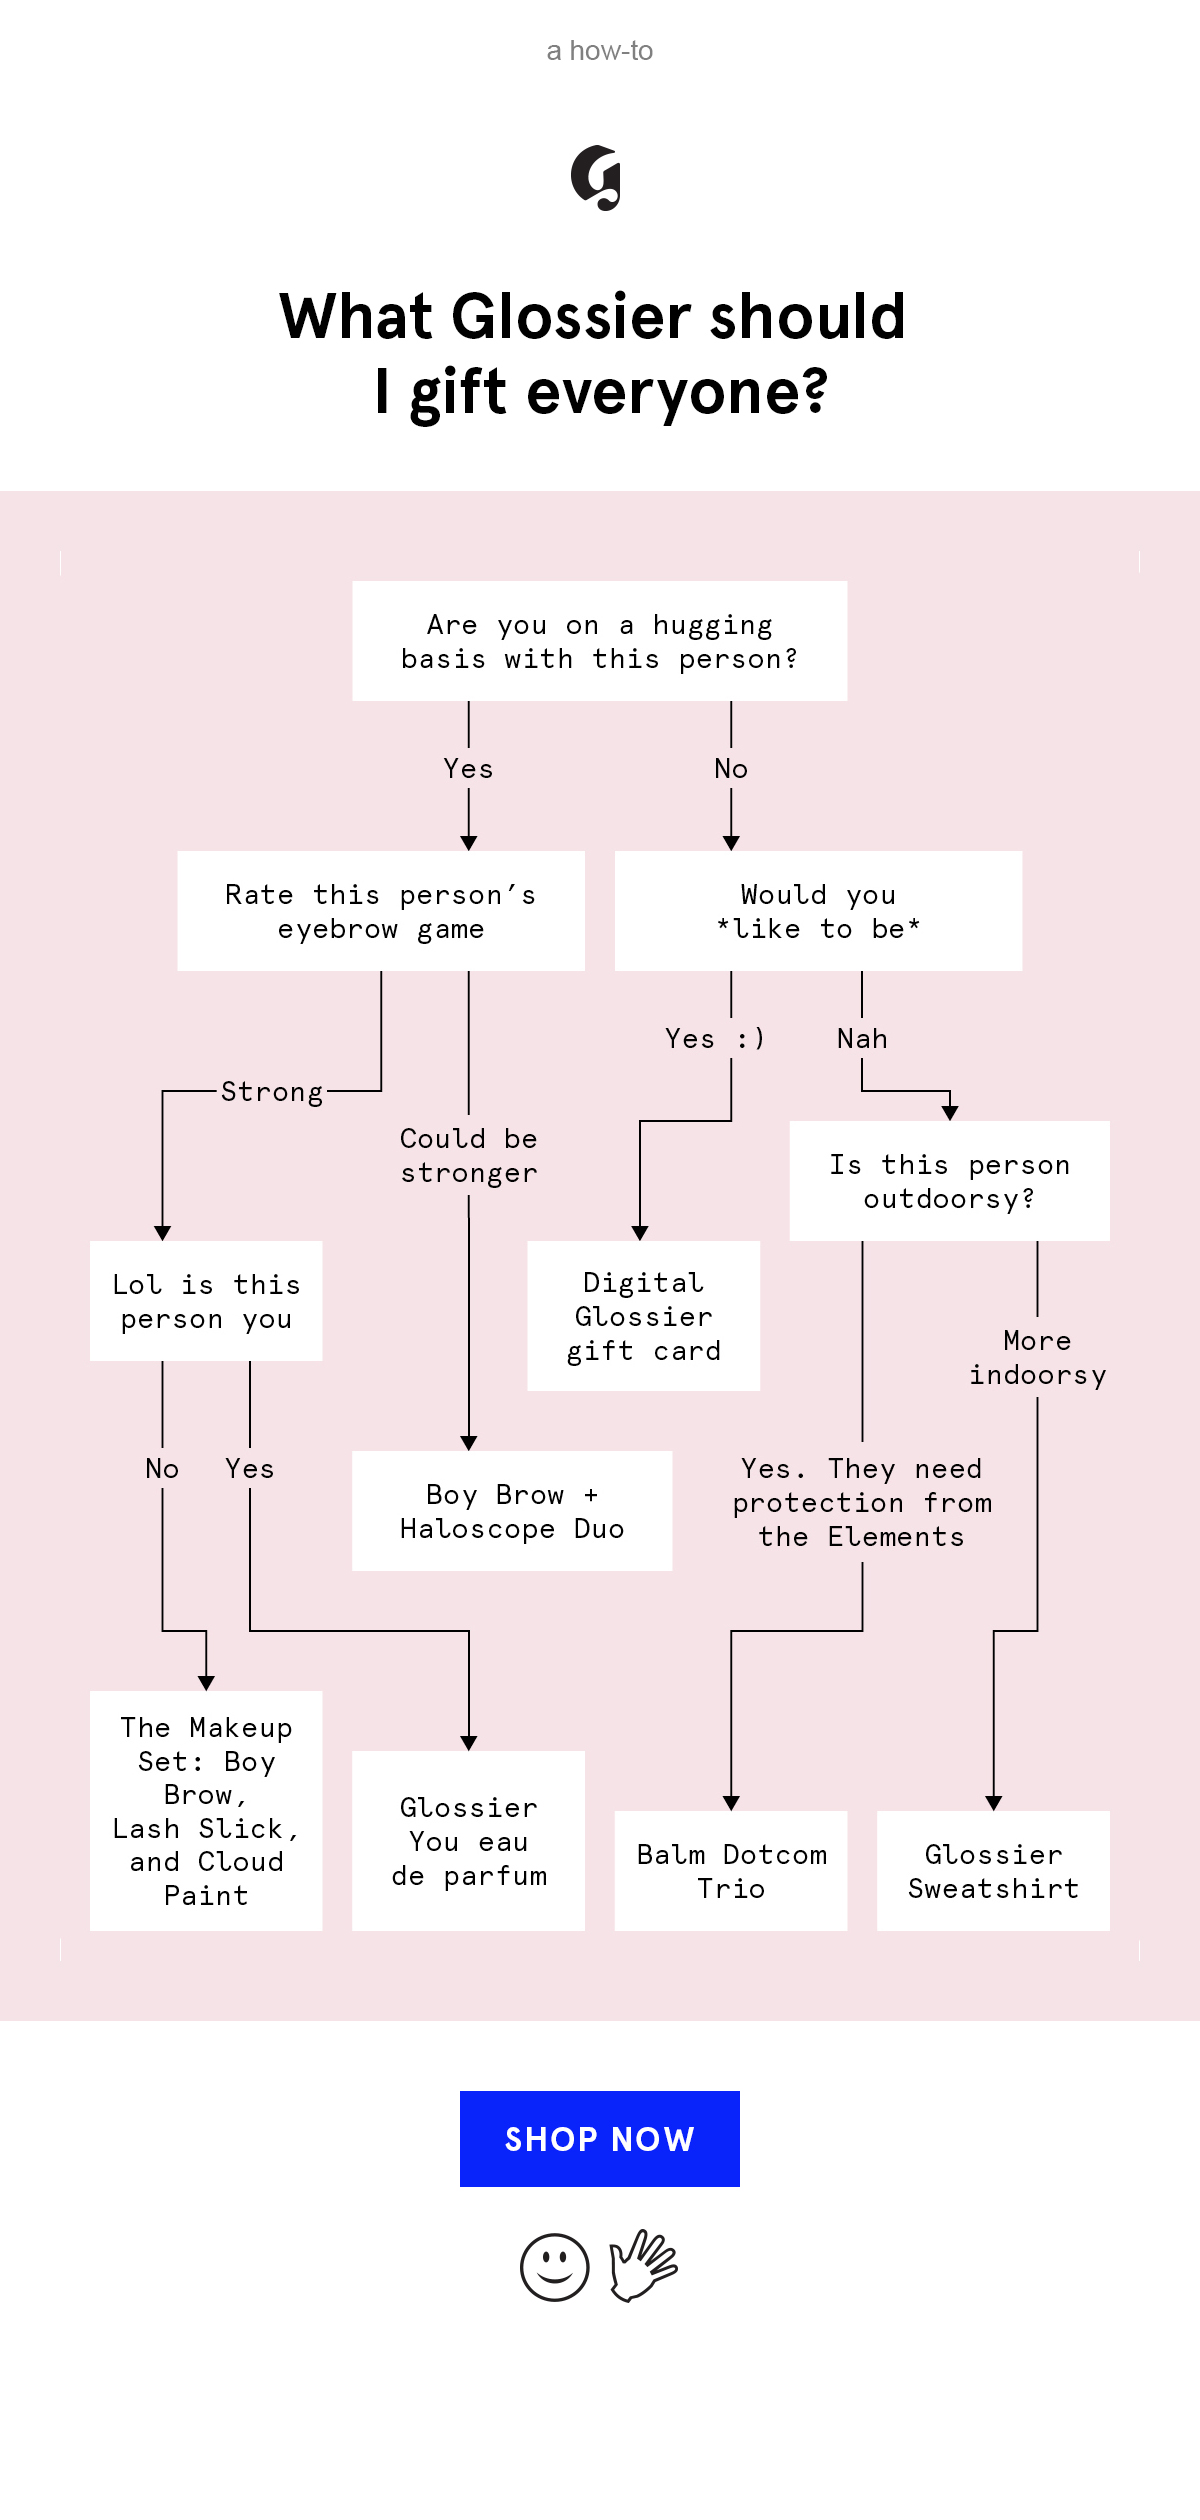 a how-to
What Glossier should
I gift everyone?
Are you on a hugging
basis with this person?
Yes
No
Rate this person’s
eyebrow game
Would you
*like to be*
Yes :)
Nah
Strong
Could be
stronger
Is this person
outdoorsy?
Lol is this
person you
Digital
Glossier
gift card
More
indoorsy
No
Yes
Boy Brow +
Haloscope Duo
Yes. They need
protection from
the Elements
The Makeup
Set: Boy
Brow,
Lash Slick,
and Cloud
Paint
Glossier
You eau
de parfum
Balm Dotcom
Trio
Glossier
Sweatshirt
SHOP NOW